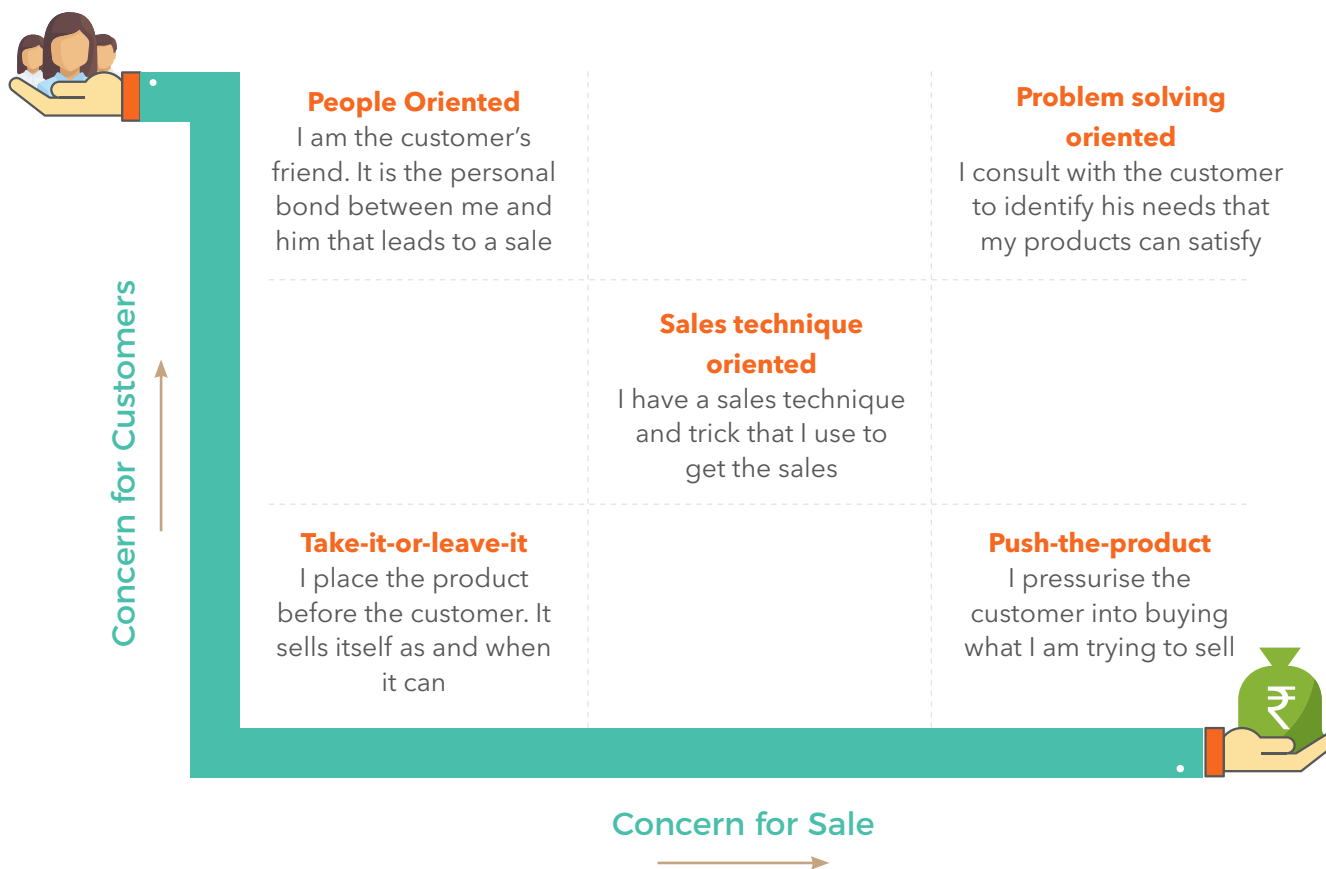 People Oriented
I am the customer’s
friend. It is the personal
bond between me and
him that leads to a sale
Problem solving
oriented
I consult with the customer
to identify his needs that
my products can satisfy
Concern for Customers
Sales technique
oriented
I have a sales technique
and trick that I use to
get the sales
Take-it-or-leave-it
I place the product
before the customer. It
sells itself as and when
it can
Push-the-product
I pressurise the
customer into buying
what I am trying to sell
₹
Concern for Sale